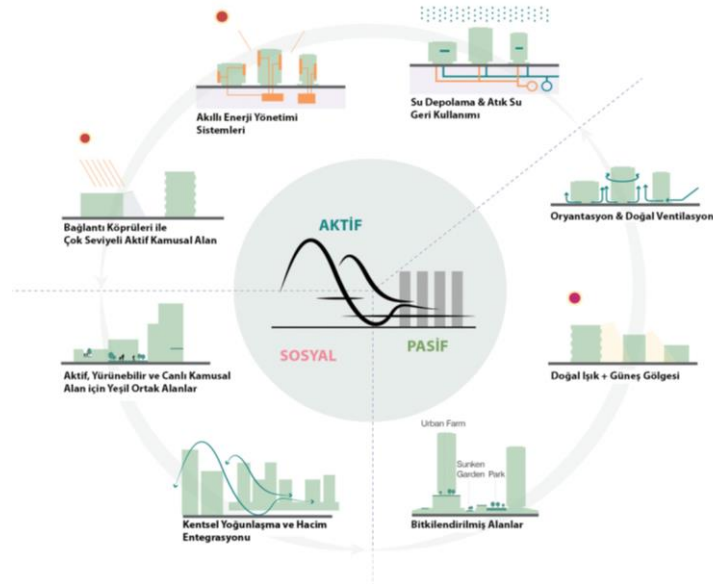 Akıllı Enerji Yönetimi
Sistemleri
Su Depolama & Atık Su
Geri Kullanımı
Bağlantı Köprüleri ile
Çok Seviyeli Aktif Kamusal Alan
Oryantasyon & Doğal Ventilasyon
AKTİF
SOSYAL
PASİF
Aktif, Yürünebilir ve Canlı Kamusal
Alan için Yeşil Ortak Alanlar
Doğal Işık + Güneş Gölgesi
Urban Farm
Sunken
Garden Park
Kentsel Yoğunlaşma ve Hacim
Entegrasyonu
Bitkilendirilmiş Alanlar